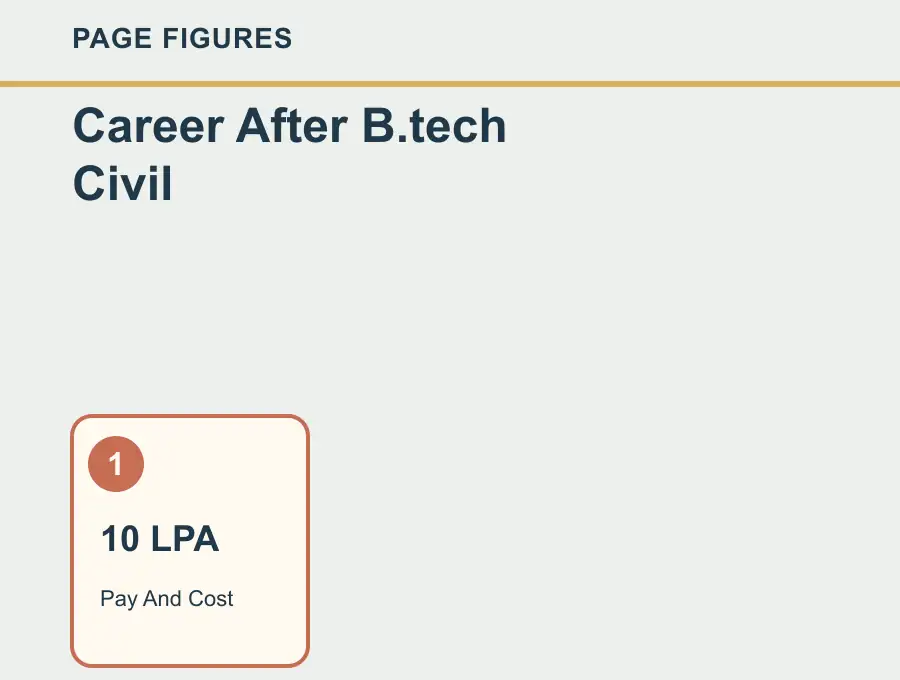 PAGE FIGURES
Career After B.tech
Civil
1
10 LPA
Pay And Cost